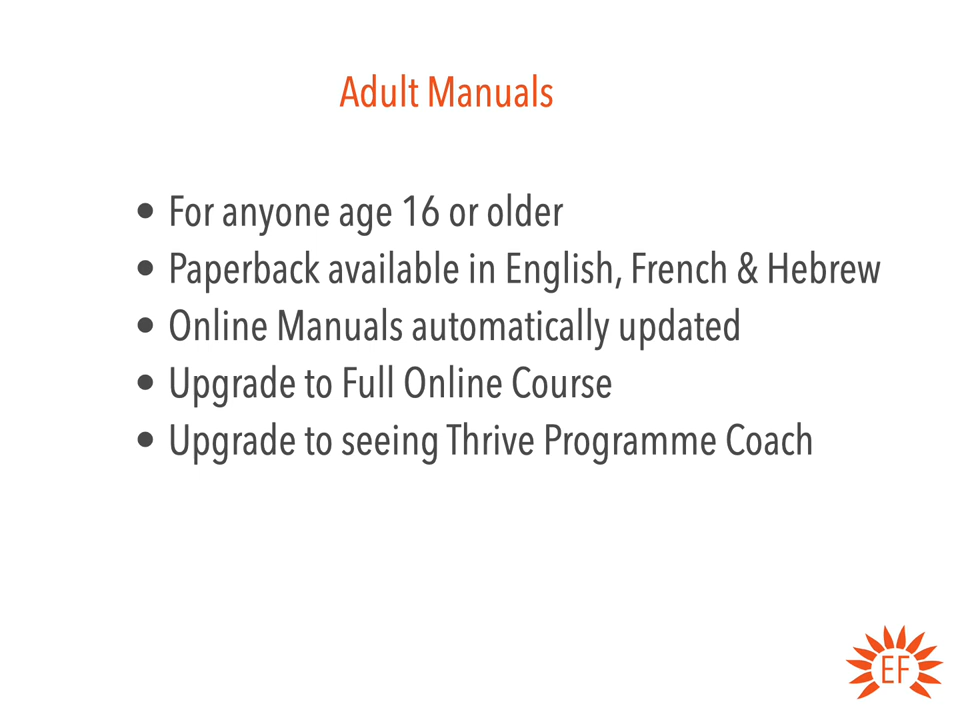 Adult Manuals
• For anyone age 16 or older
• Paperback available in English, French & Hebrew
• Online Manuals automatically updated
• Upgrade to Full Online Course
• Upgrade to seeing Thrive Programme Coach
EF